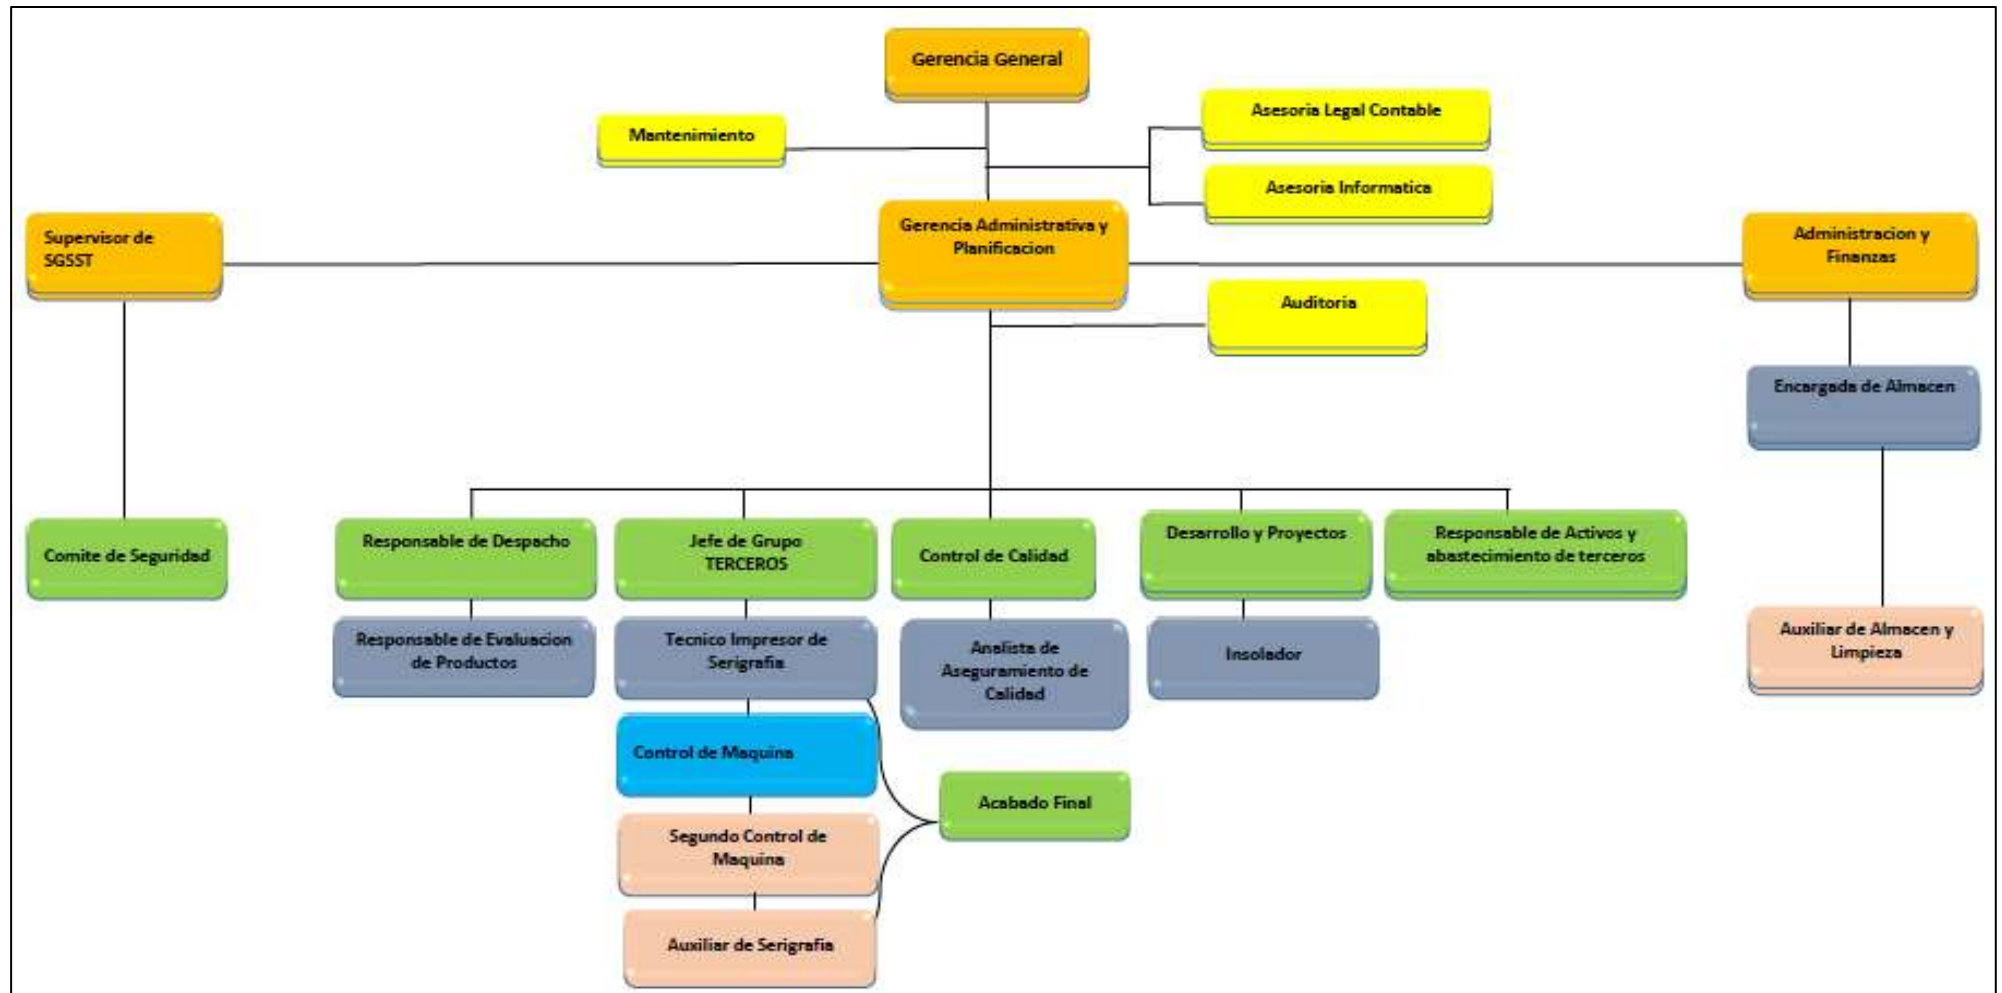 Gerencia General
Asesoria Legal Contable
Mantenimiento
Asesoria Informatica
Supervisor de
SGSST
Gerencia Administrativa y
Planificacion
Administracion y
Finanzas
Auditoria
Encargada de Almacen
Comite de Seguridad
Responsable de Despacho
Jefe de Grupo
TERCEROS
Control de Calidad
Desarrollo y Proyectos
Responsable de Activos y
abastecimiento de terceros
Responsable de Evaluacion
de Productos
Tecnico Impresor de
Serigrafia
Analista de
Aseguramiento de
Calidad
Insolador
Auxiliar de Almacen y
Limpieza
Control de Maquina
Acabado Final
Segundo Control de
Maquina
Auxiliar de Serigrafia